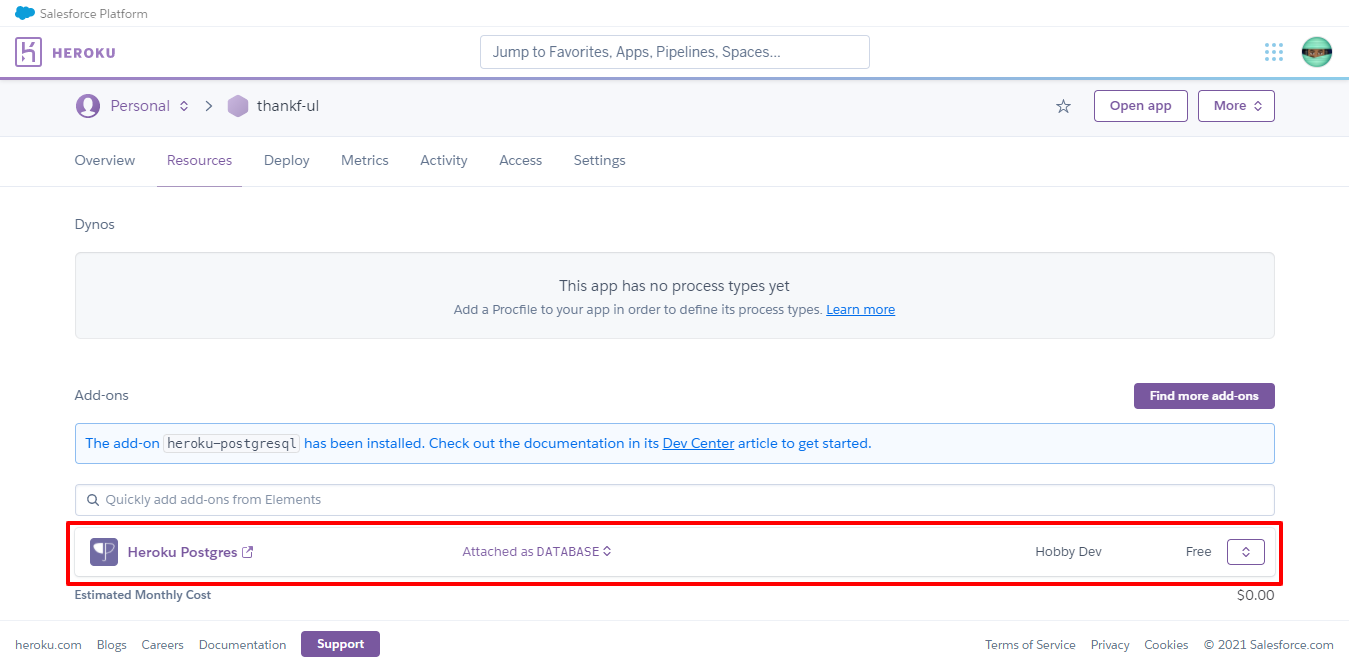 Salesforce Platform
HEROKU
Jump to Favorites, Apps, Pipelines, Spaces...
Personal
thankf-ul
Open app
More
Overview Resources Deploy Metrics Activity Access Settings
Dynos
This app has no process types yet
Add a Procfile to your app in order to define its process types. Learn more
Add-ons
Find more add-ons
The add-on heroku-postgresql has been installed. Check out the documentation in its Dev Center article to get started.
Quickly add add-ons from Elements
Heroku Postgres Attached as DATABASE Hobby Dev Free
Estimated Monthly Cost $0.00
heroku.com Blogs Careers Documentation Support Terms of Service Privacy Cookies © 2021 Salesforce.com